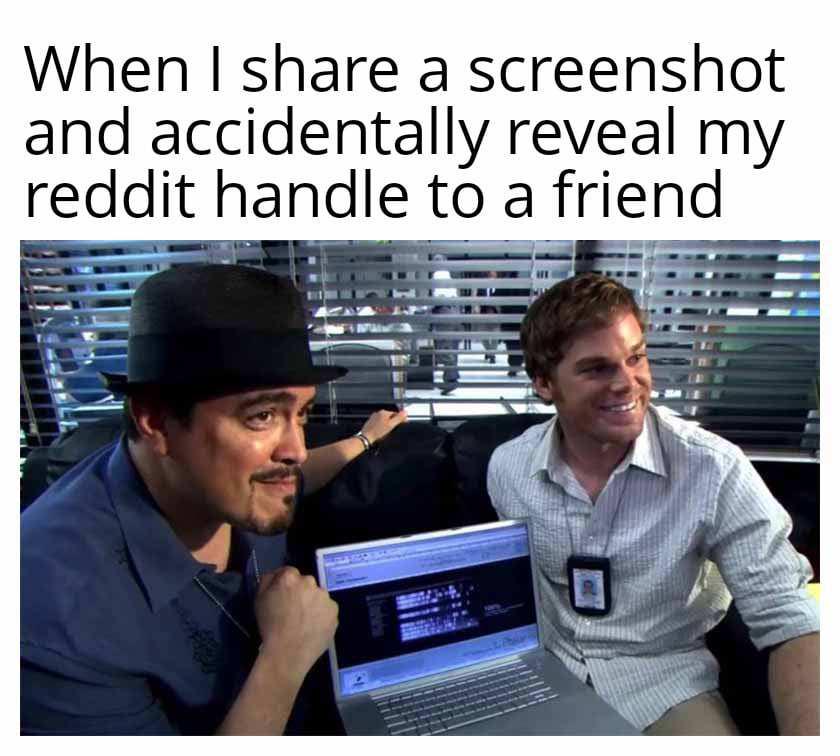 When I share a screenshot
and accidentally reveal my
reddit handle to a friend